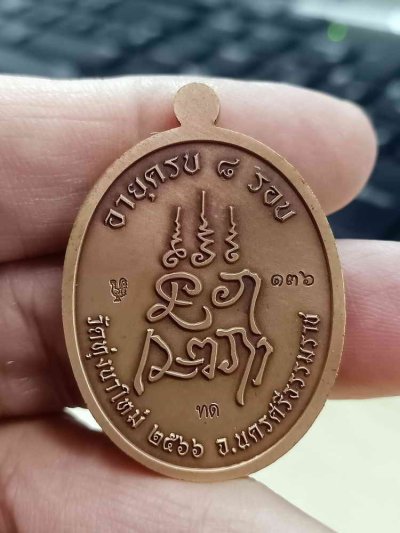 อายุครบ ๘ รอบ
๑๓๖
ทด
วัดทุ่งนาใหม่ ๒๕๖๖ จ.นครศรีธรรมราช